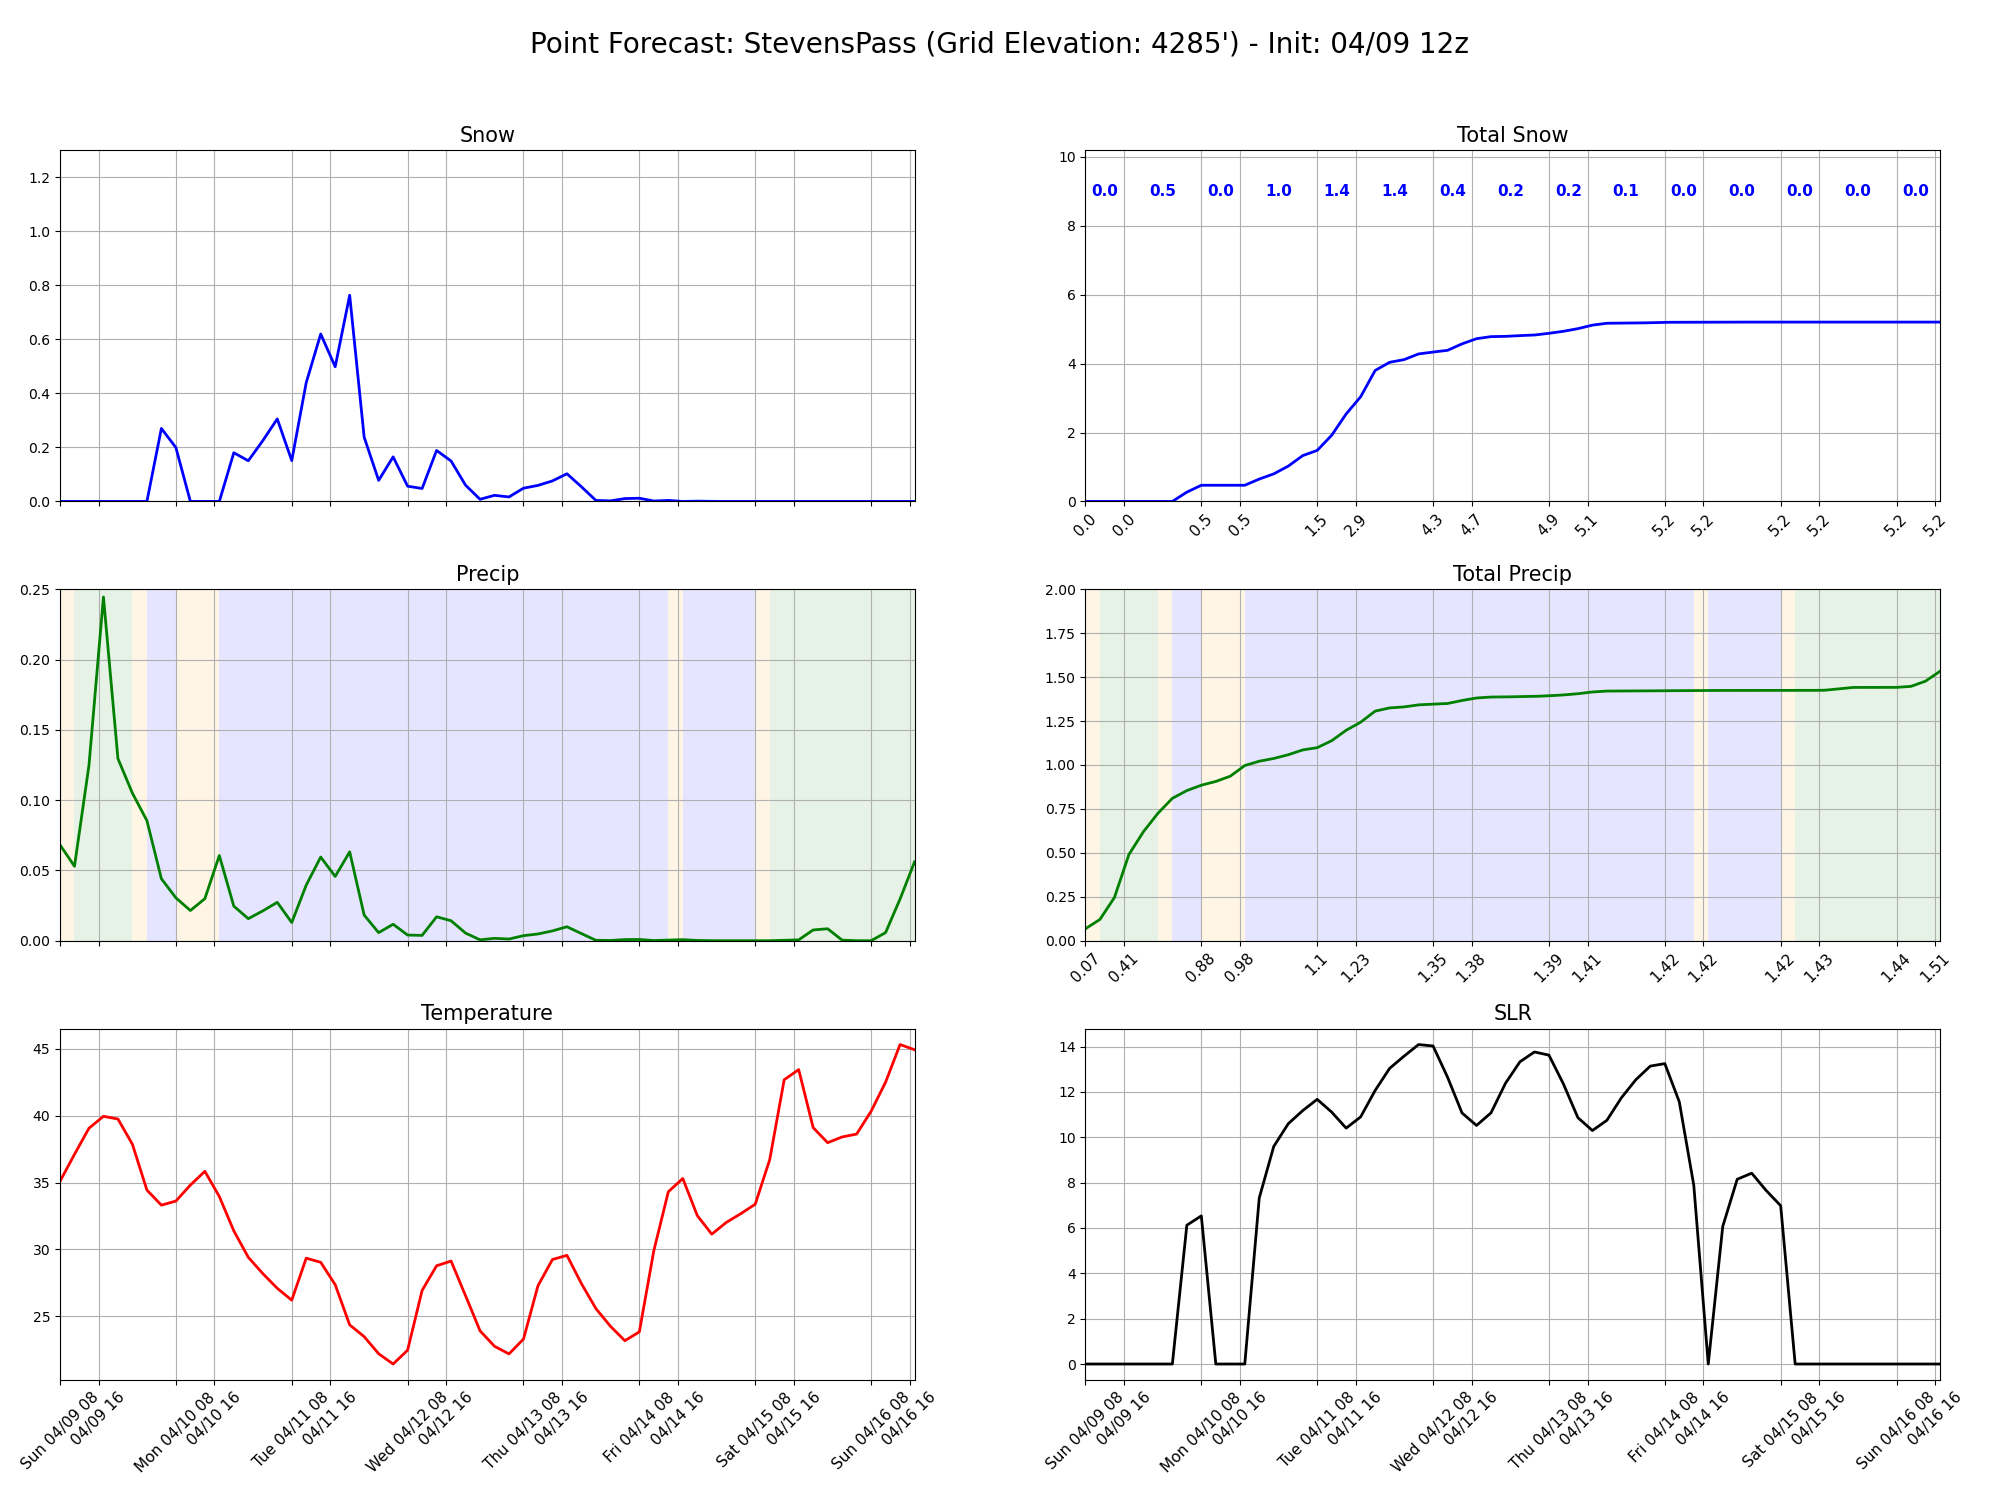 Point Forecast: StevensPass (Grid Elevation: 4285') - Init: 04/09 12z
Snow
1.2
1.0
0.8
0.6
0.4
0.2
0.0
Total Snow
10
8
6
4
2
0
0.0 0.5 0.0 1.0 1.4 1.4 0.4 0.2 0.2 0.1 0.0 0.0 0.0 0.0 0.0
0.0 0.0 0.5 0.5 1.5 2.9 4.3 4.7 4.9 5.1 5.2 5.2 5.2 5.2 5.2 5.2
Precip
0.25
0.20
0.15
0.10
0.05
0.00
Total Precip
2.00
1.75
1.50
1.25
1.00
0.75
0.50
0.25
0.00
0.07 0.41 0.88 0.98 1.1 1.23 1.35 1.38 1.39 1.41 1.42 1.42 1.42 1.43 1.44 1.51
Temperature
45
40
35
30
25
Sun 04/09 08
04/09 16
Mon 04/10 08
04/10 16
Tue 04/11 08
04/11 16
Wed 04/12 08
04/12 16
Thu 04/13 08
04/13 16
Fri 04/14 08
04/14 16
Sat 04/15 08
04/15 16
Sun 04/16 08
04/16 16
SLR
14
12
10
8
6
4
2
0
Sun 04/09 08
04/09 16
Mon 04/10 08
04/10 16
Tue 04/11 08
04/11 16
Wed 04/12 08
04/12 16
Thu 04/13 08
04/13 16
Fri 04/14 08
04/14 16
Sat 04/15 08
04/15 16
Sun 04/16 08
04/16 16